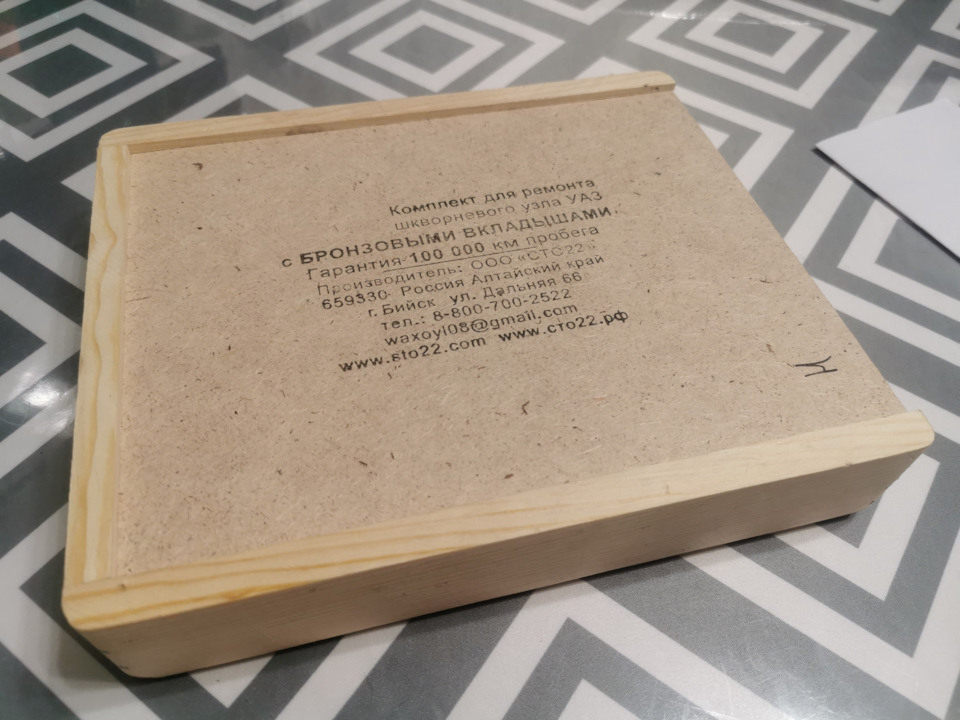 Комплект для ремонта
шкворневого узла УАЗ
с БРОНЗОВЫМИ ВКЛАДЫШАМИ.
Гарантия 100 000 км пробега
Производитель: ООО «СТО22»
659330 Россия Алтайский край
г.Бийск ул. Дальняя 66
тел.: 8-800-700-2522
waxoyl08@gmail.com
www.sto22.com www.сто22.рф